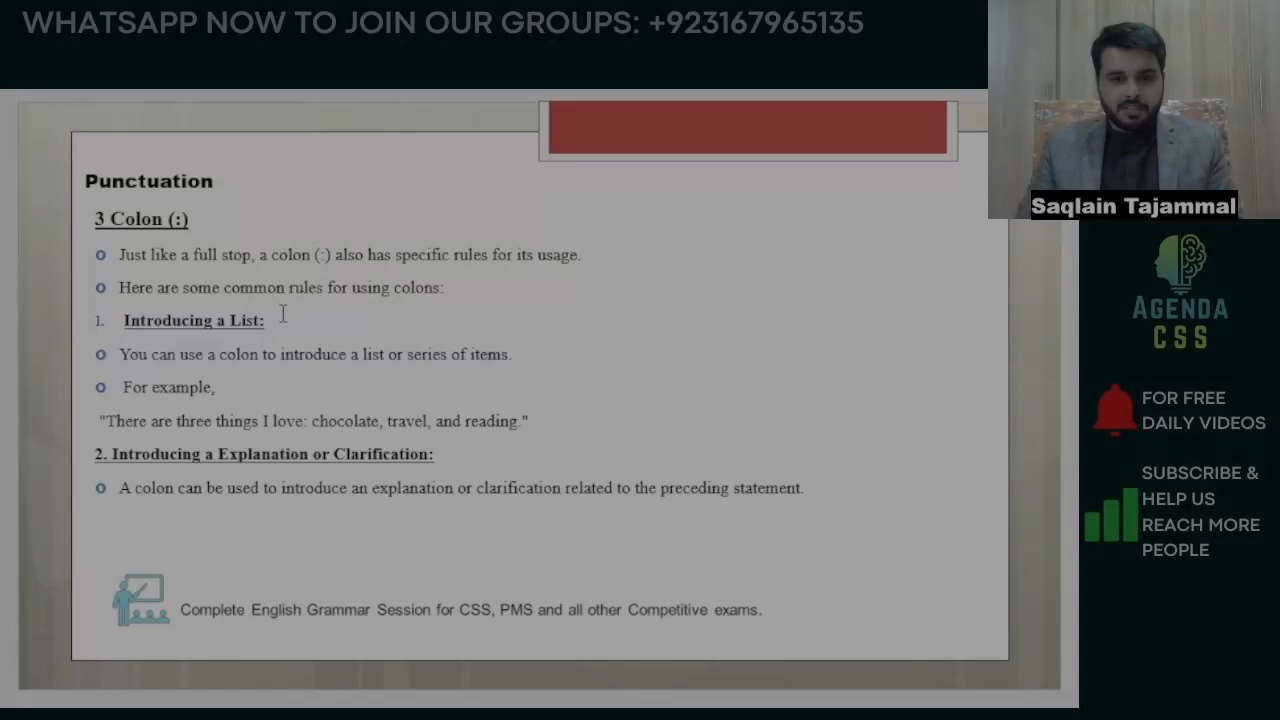 WHATSAPP NOW TO JOIN OUR GROUPS: +923167965135
Saqlain Tajammal
Punctuation
3 Colon (:)
o Just like a full stop, a colon (:) also has specific rules for its usage.
o Here are some common rules for using colons:
1. Introducing a List:
o You can use a colon to introduce a list or series of items.
o For example,
"There are three things I love: chocolate, travel, and reading."
2. Introducing a Explanation or Clarification:
o A colon can be used to introduce an explanation or clarification related to the preceding statement.
Complete English Grammar Session for CSS, PMS and all other Competitive exams.
AGENDA
CSS
FOR FREE
DAILY VIDEOS
SUBSCRIBE &
HELP US
REACH MORE
PEOPLE